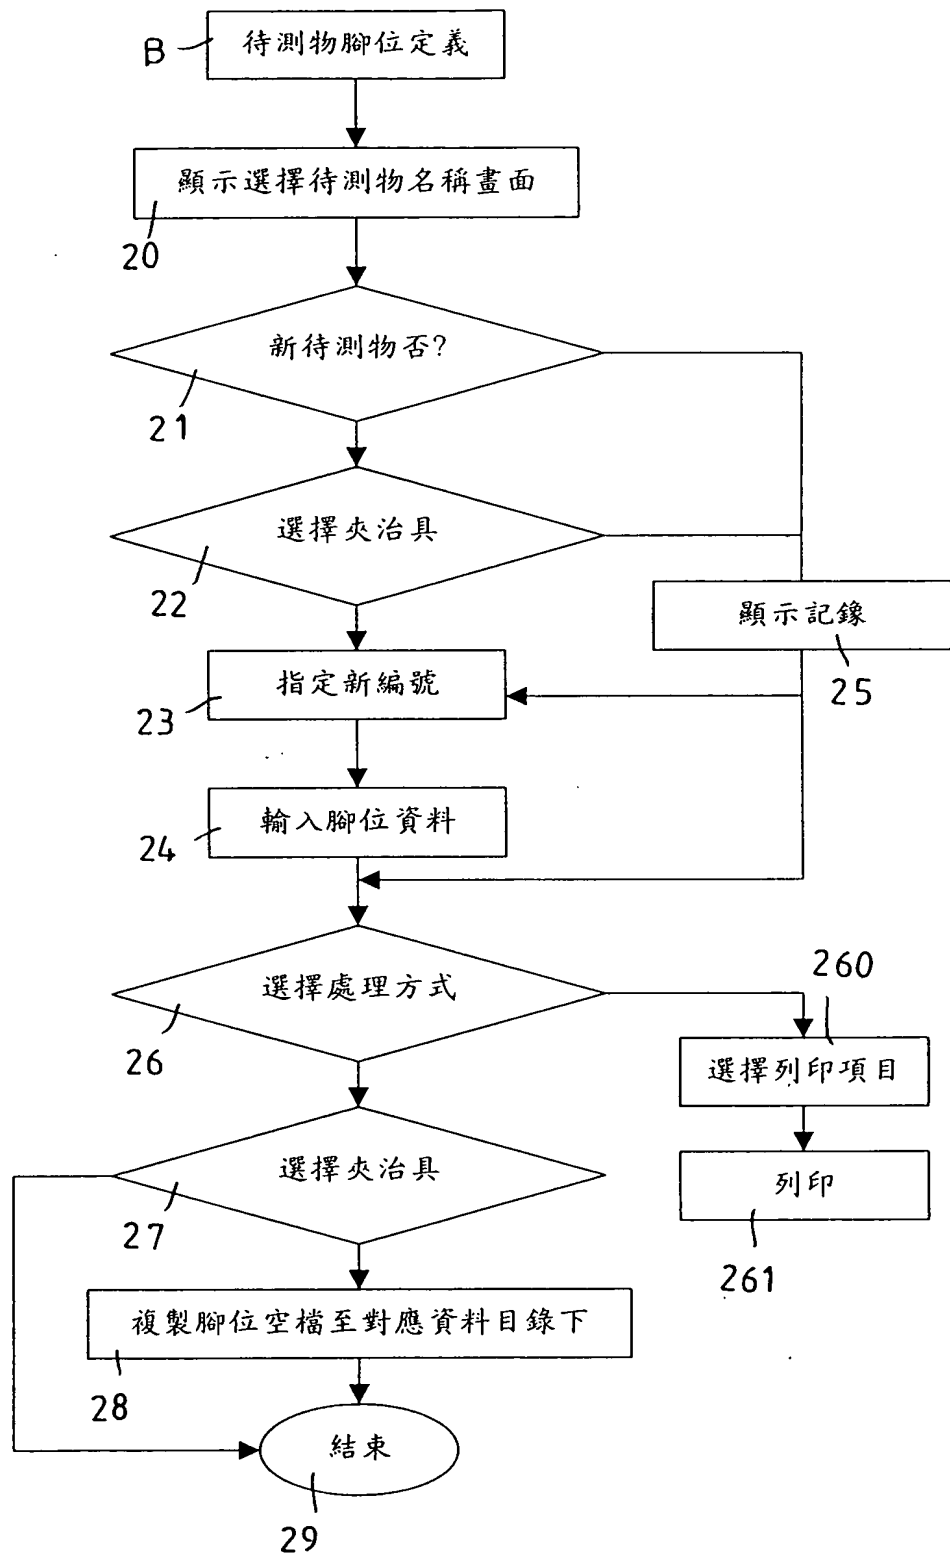 B
待測物腳位定義
顯示選擇待測物名稱畫面
20
新待測物否?
21
選擇夾治具
22
顯示記錄
25
指定新編號
23
輸入腳位資料
24
選擇處理方式
26
260
選擇列印項目
選擇夾治具
27
列印
261
複製腳位空檔至對應資料目錄下
28
結束
29